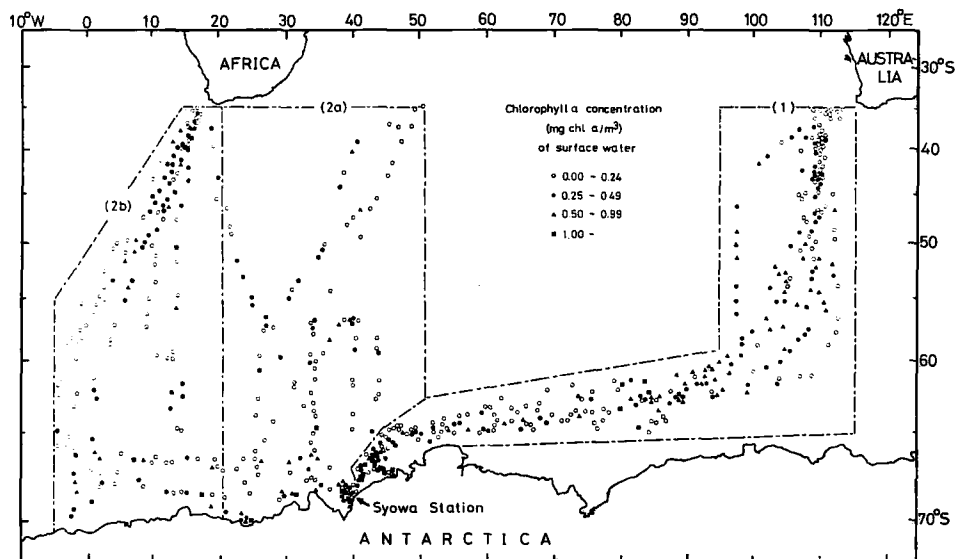 10°W 0 10 20 30 40 50 60 70 80 90 100 110 120°E
AFRICA
AUSTRA-
LIA
30°S
(2a)
(1)
Chlorophyll a concentration
(mg chl a/m³)
of surface water
0.00 - 0.24
0.25 - 0.49
0.50 - 0.99
1.00 -
40
(2b)
50
60
Syowa Station
70°S
ANTARCTICA